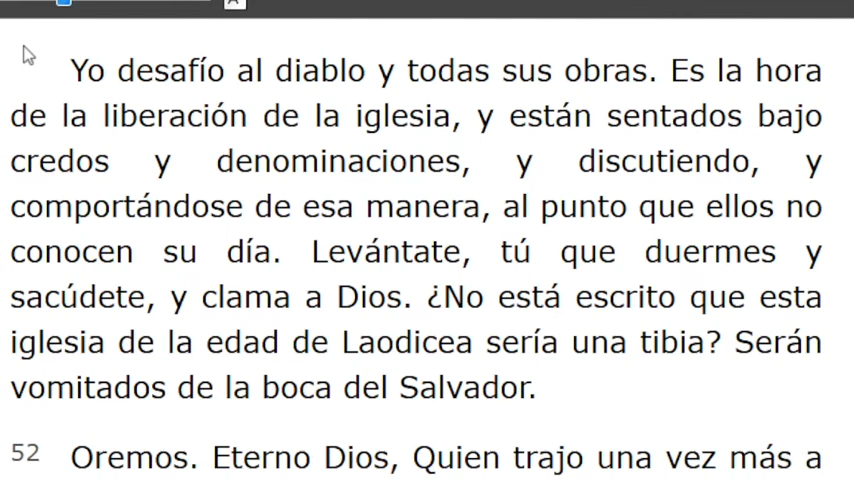 Yo desafío al diablo y todas sus obras. Es la hora
de la liberación de la iglesia, y están sentados bajo
credos y denominaciones, y discutiendo, y
comportándose de esa manera, al punto que ellos no
conocen su día. Levántate, tú que duermes y
sacúdete, y clama a Dios. ¿No está escrito que esta
iglesia de la edad de Laodicea sería una tibia? Serán
vomitados de la boca del Salvador.
52 Oremos. Eterno Dios, Quien trajo una vez más a